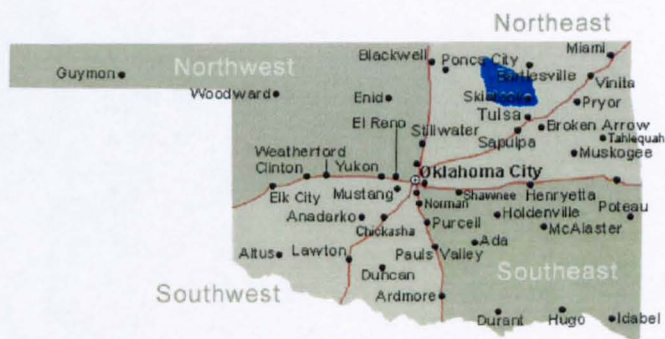 Northeast
Miami
Blackwell
Ponca City
Northwest
Guymon
Bartlesville
Vinita
Woodward
Enid
Skiatook
Pryor
Tulsa
El Reno
Stillwater
Broken Arrow
Sapulpa
Tahlequah
Muskogee
Weatherford
Clinton
Yukon
Oklahoma City
Elk City
Mustang
Shawnee
Henryetta
Norman
Anadarko
Holdenville
Poteau
Chickasha
Purcell
McAlaster
Altus
Lawton
Pauls Valley
Ada
Duncan
Southeast
Southwest
Ardmore
Durant
Hugo
Idabel